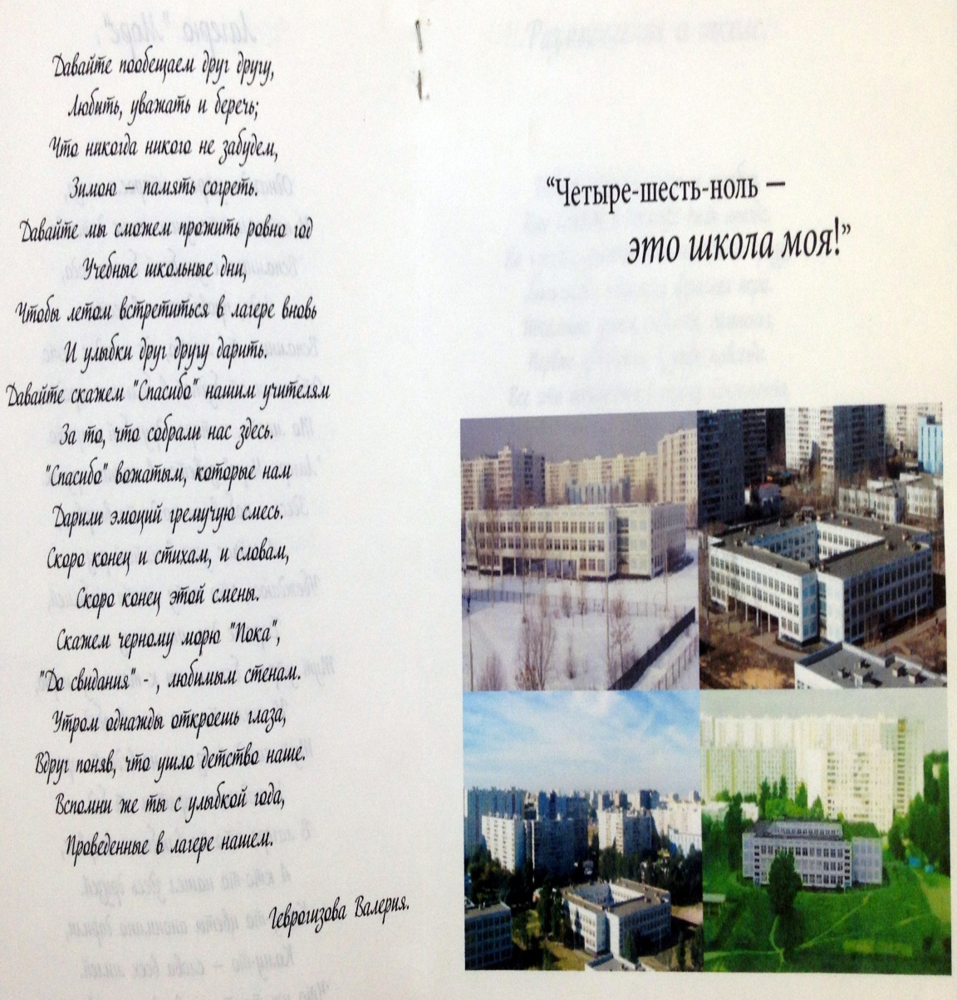 Давайте пообещаем друг другу,
Любить, уважать и беречь;
Что никогда никого не забудем,
Зимою – память согреть.
Давайте мы сможем прожить ровно год
Учебные школьные дни,
Чтобы летом встретиться в лагере вновь
И улыбки друг другу дарить.
Давайте скажем "Спасибо" нашим учителям
За то, что собрали нас здесь.
"Спасибо" вожатым, которые нам
Дарили эмоций гремучую смесь.
Скоро конец и стихам, и словам,
Скоро конец этой смены.
Скажем черному морю "Пока",
"До свидания" - , любимым стенам.
Утром однажды откроешь глаза,
Вдруг поняв, что ушло детство наше.
Вспомни же ты с улыбкой года,
Проведенные в лагере нашем.
Геврогизова Валерия.
“Четыре-шесть-ноль —
это школа моя!”